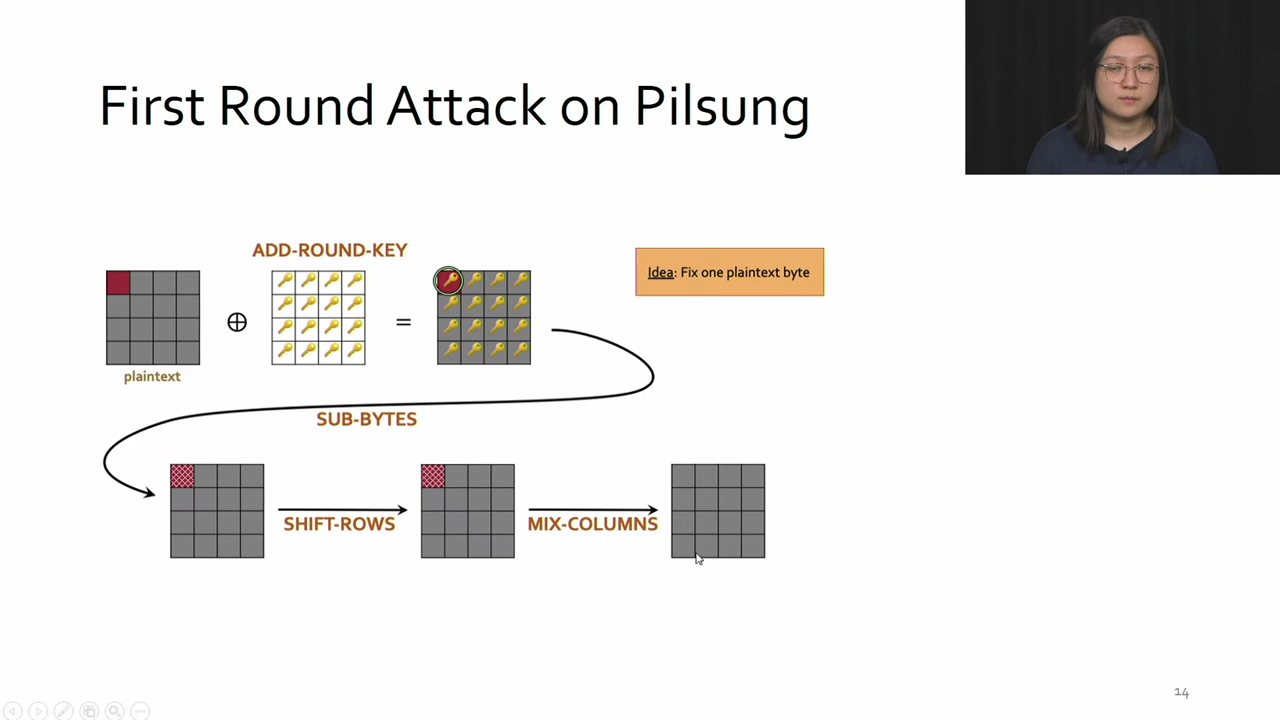 First Round Attack on Pilsung
ADD-ROUND-KEY
Idea: Fix one plaintext byte
⊕
=
plaintext
SUB-BYTES
SHIFT-ROWS
MIX-COLUMNS
14